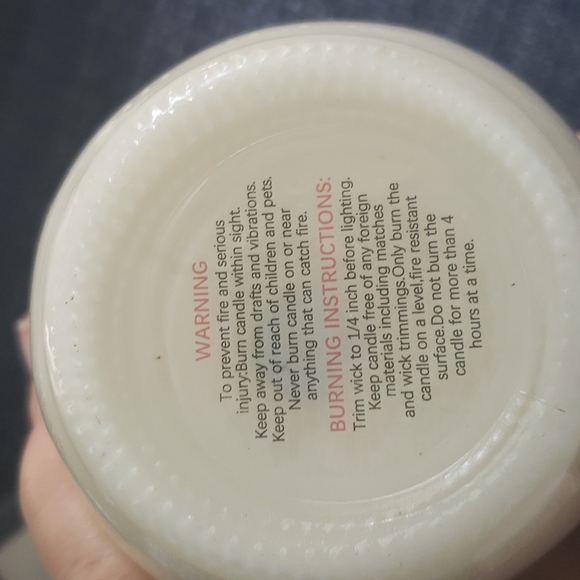 WARNING
To prevent fire and serious
injury:Burn candle within sight.
Keep away from drafts and vibrations.
Keep out of reach of children and pets.
Never burn candle on or near
anything that can catch fire.
BURNING INSTRUCTIONS:
Trim wick to 1/4 inch before lighting.
Keep candle free of any foreign
materials including matches
and wick trimmings.Only burn the
candle on a level,fire resistant
surface.Do not burn the
candle for more than 4
hours at a time.